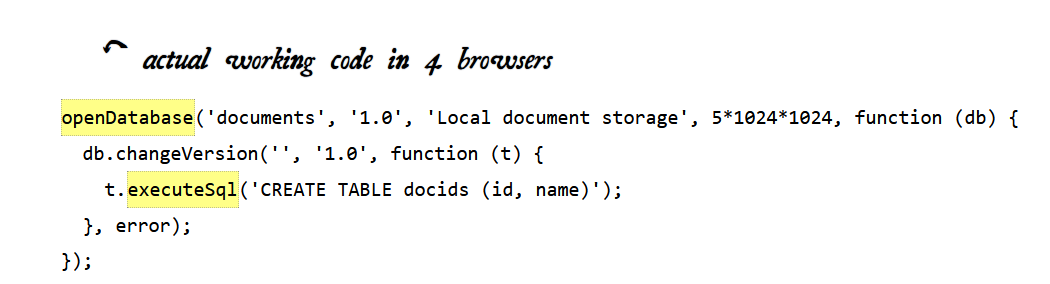 actual working code in 4 browsers
openDatabase('documents', '1.0', 'Local document storage', 5*1024*1024, function (db) {
  db.changeVersion('', '1.0', function (t) {
    t.executeSql('CREATE TABLE docids (id, name)');
  }, error);
});